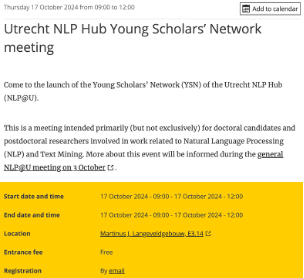 Thursday 17 October 2024 from 09:00 to 12:00
Add to calendar
Utrecht NLP Hub Young Scholars’ Network
meeting
Come to the launch of the Young Scholars’ Network (YSN) of the Utrecht NLP Hub
(NLP@U).
This is a meeting intended primarily (but not exclusively) for doctoral candidates and
postdoctoral researchers involved in work related to Natural Language Processing
(NLP) and Text Mining. More about this event will be informed during the general
NLP@U meeting on 3 October.
Start date and time 17 October 2024 - 09:00 - 17 October 2024 - 12:00
End date and time 17 October 2024 - 09:00 - 17 October 2024 - 12:00
Location Martinus J. Langeveldgebouw, E3.14
Entrance fee Free
Registration By email